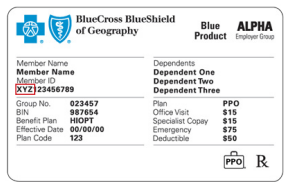 BlueCross BlueShield
of Geography
Blue
Product
ALPHA
Employer Group
Member Name
Member Name
Member ID
XYZ123456789
Dependents
Dependent One
Dependent Two
Dependent Three
Group No. 023457
BIN 987654
Benefit Plan HIOPT
Effective Date 00/00/00
Plan Code 123
Plan PPO
Office Visit $15
Specialist Copay $15
Emergency $75
Deductible $50
PPO
Rx